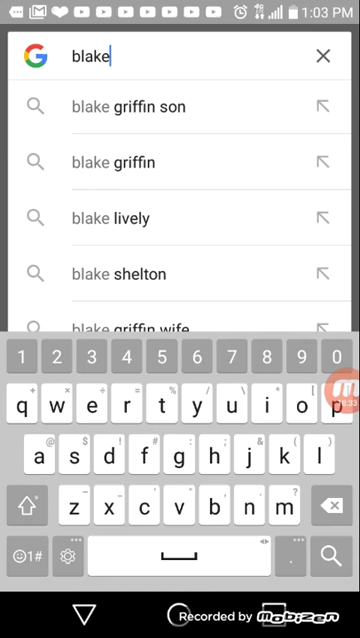 1:03 PM
blake
blake griffin son
blake griffin
blake lively
blake shelton
blake griffin wife
1 2 3 4 5 6 7 8 9 0
q w e r t y u i o p
a s d f g h j k l
z x c v b n m
1#
Recorded by Mobizen